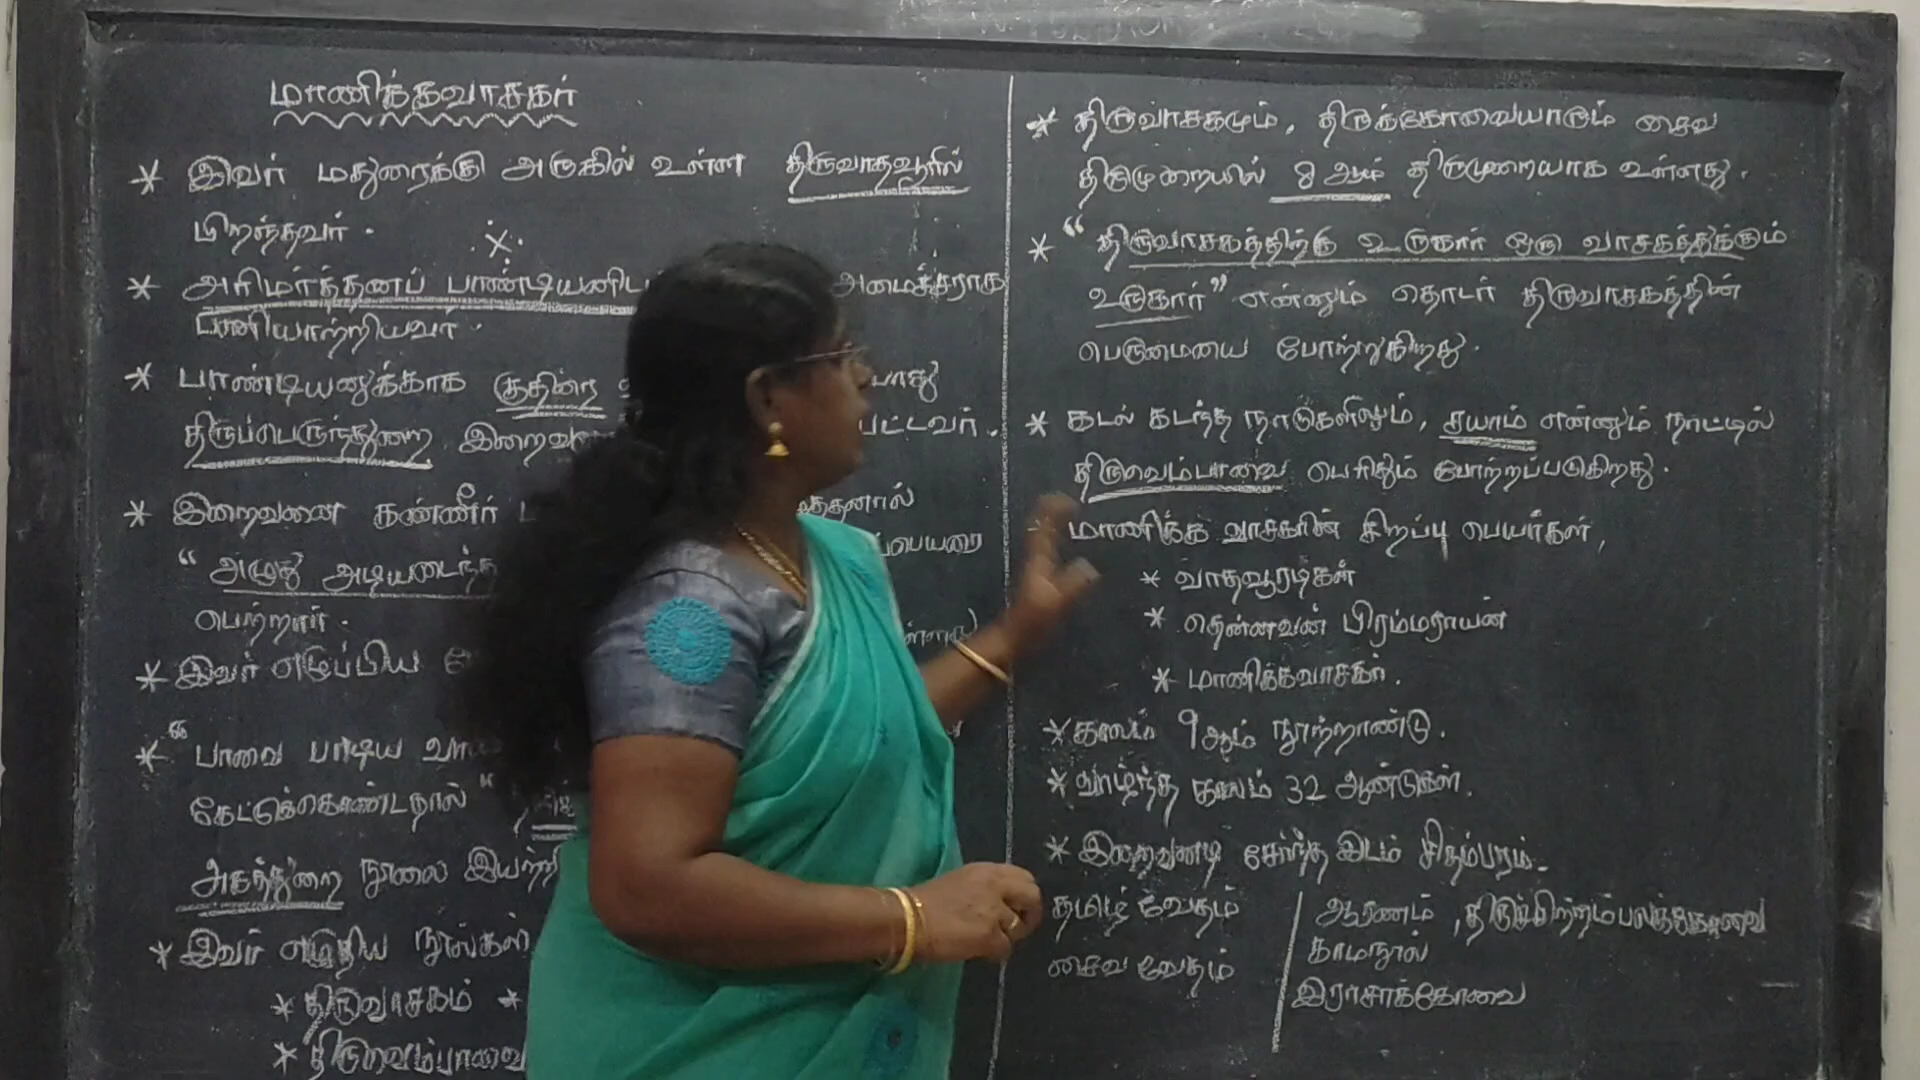 மாணிக்கவாசகர்
* இவர் மதுரைக்கு அருகில் உள்ள திருவாதவூரில்
பிறந்தவர்.
* அரிமர்த்தனப் பாண்டியனிட அமைச்சராக
பணியாற்றியவர்.
* பாண்டியனுக்காக குதிரை
திருப்பெருந்துறை இறைவ பட்டவர்.
* இறைவனை கண்ணீர் ததனால்
" அழுது அடியடைந்த ப்பெயரை
பெற்றார்.
* இவர் எழுப்பிய
* " பாவை பாடிய வாய
கேட்டுக்கொண்டதால் "
அகத்துறை நூலை இயற்றி
* இவர் எழுதிய நூல்கள்
* திருவாசகம் *
* திருவெம்பாவை
* திருவாசகமும், திருக்கோவையாரும் சைவ
திருமுறையில் 8 ஆம் திருமுறையாக உள்ளது.
* " திருவாசகத்திற்கு உருகார் ஒரு வாசகத்துக்கும்
உருகார்" என்னும் தொடர் திருவாசகத்தின்
பெருமையை போற்றுகிறது.
* கடல் கடந்த நாடுகளிலும், சயாம் என்னும் நாட்டில்
திருவெம்பாவை பெரிதும் போற்றப்படுகிறது.
மாணிக்க வாசகரின் சிறப்பு பெயர்கள்,
* வாதவூரடிகள்
* தென்னவன் பிரம்மராயன்
* மாணிக்கவாசகர்.
* காலம் 9ஆம் நூற்றாண்டு.
* வாழ்ந்த காலம் 32 ஆண்டுகள்.
* இறைவனடி சேர்ந்த இடம் சிதம்பரம்.
தமிழ் வேதம்
சைவ வேதம்
ஆரணம், திருச்சிற்றம்பலக்கோவை
காமநூல்
இராசாக்கோவை